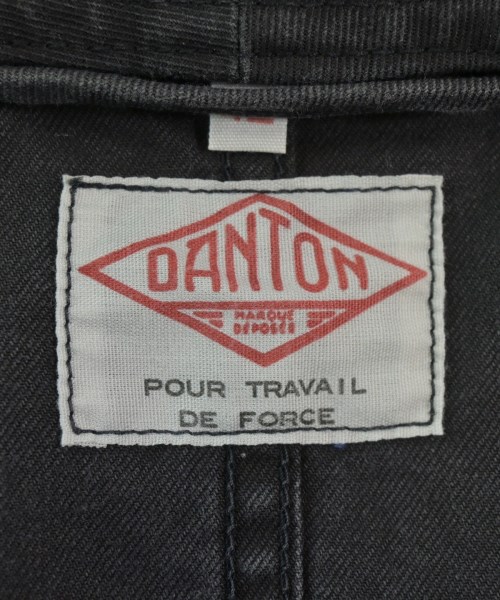 DANTON
MARQUE
DÉPOSÉE
POUR TRAVAIL
DE FORCE